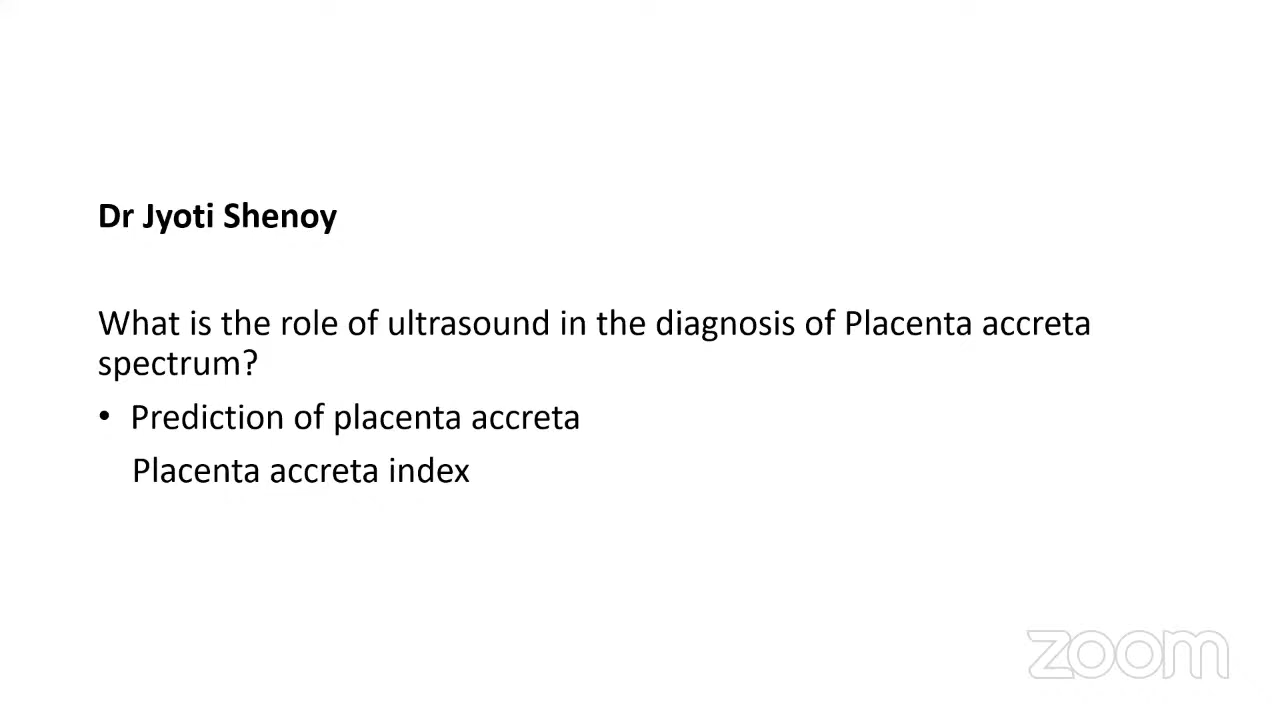 Dr Jyoti Shenoy
What is the role of ultrasound in the diagnosis of Placenta accreta
spectrum?
• Prediction of placenta accreta
Placenta accreta index
zoom